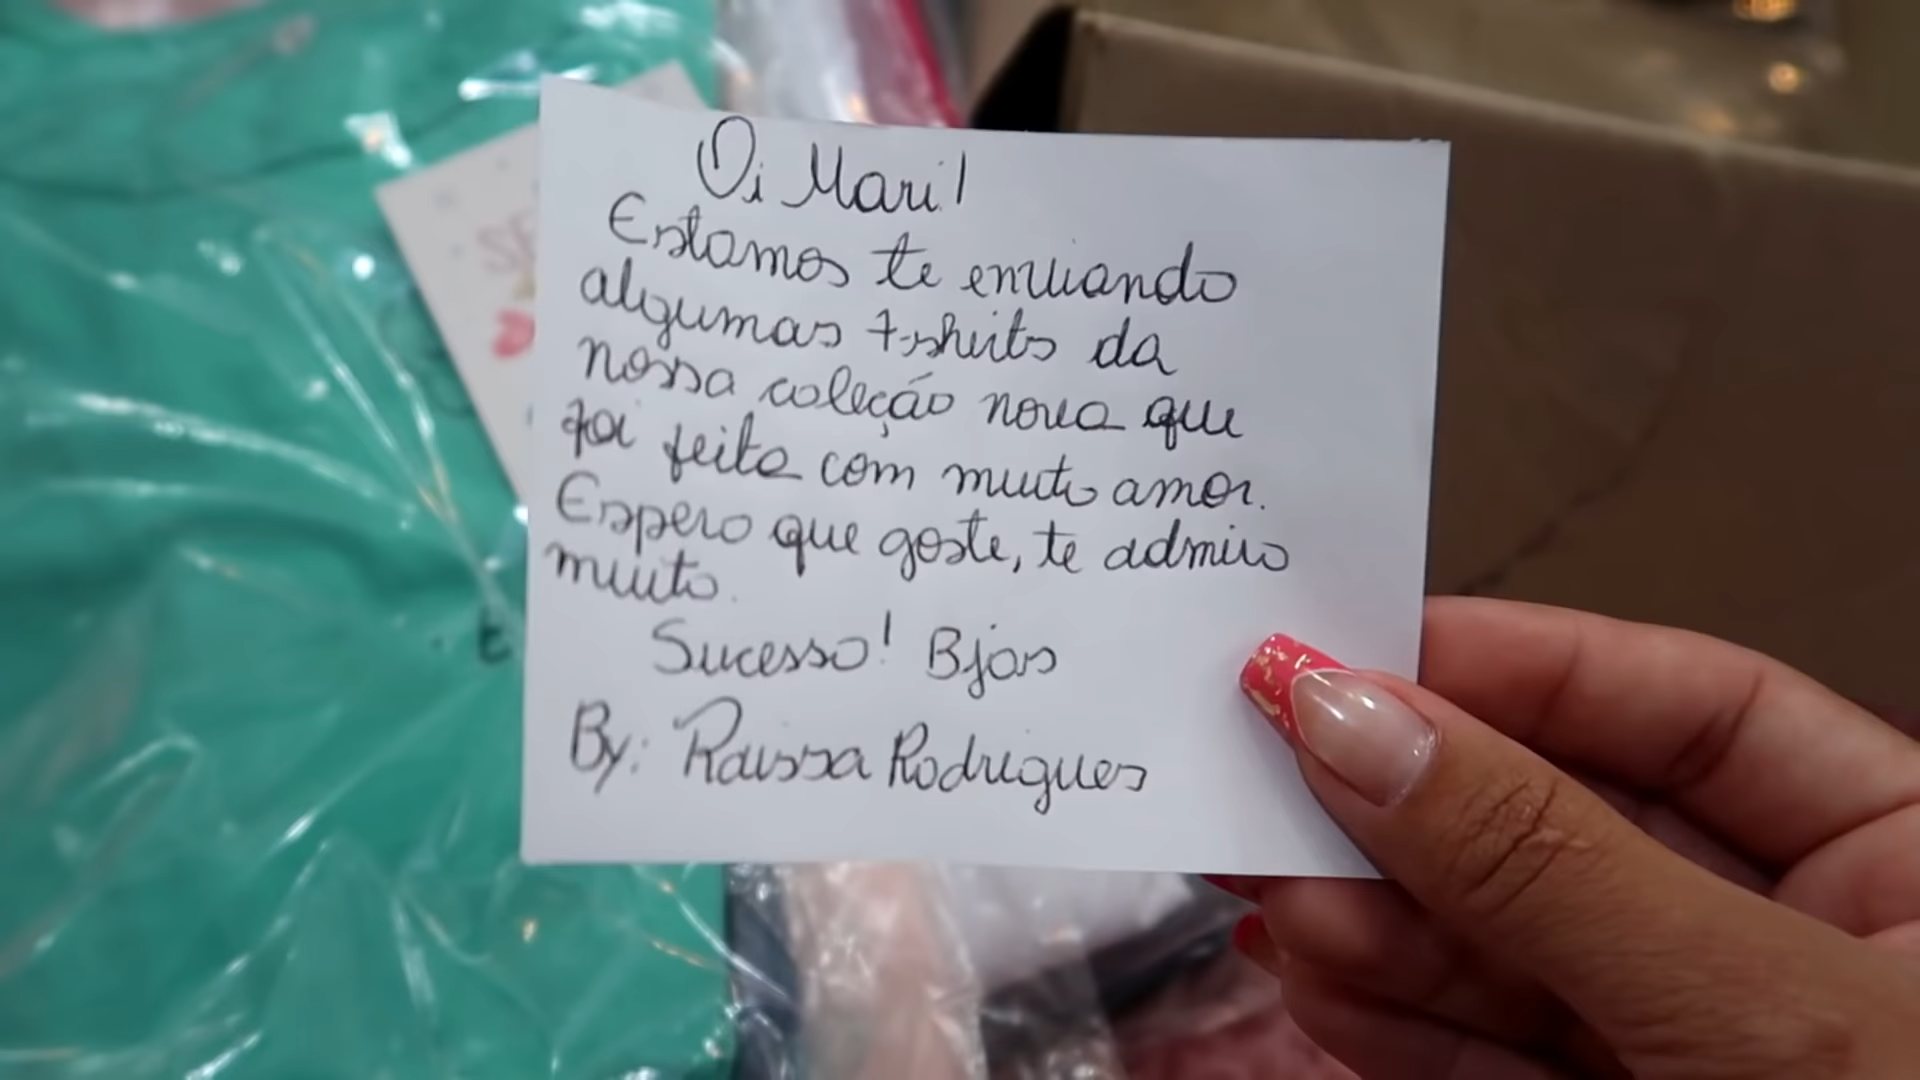 Oi Mari!
Estamos te enviando
algumas t-shirts da
nossa coleção nova que
foi feita com muito amor.
Espero que goste, te admiro
muito.
Sucesso! Bjos
By: Raissa Rodrigues
SE